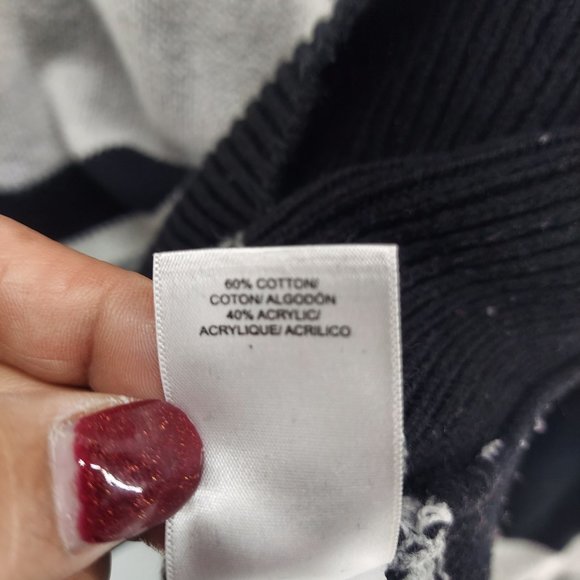 60% COTTON/
COTON/ ALGODÓN
40% ACRYLIC/
ACRYLIQUE/ ACRILICO